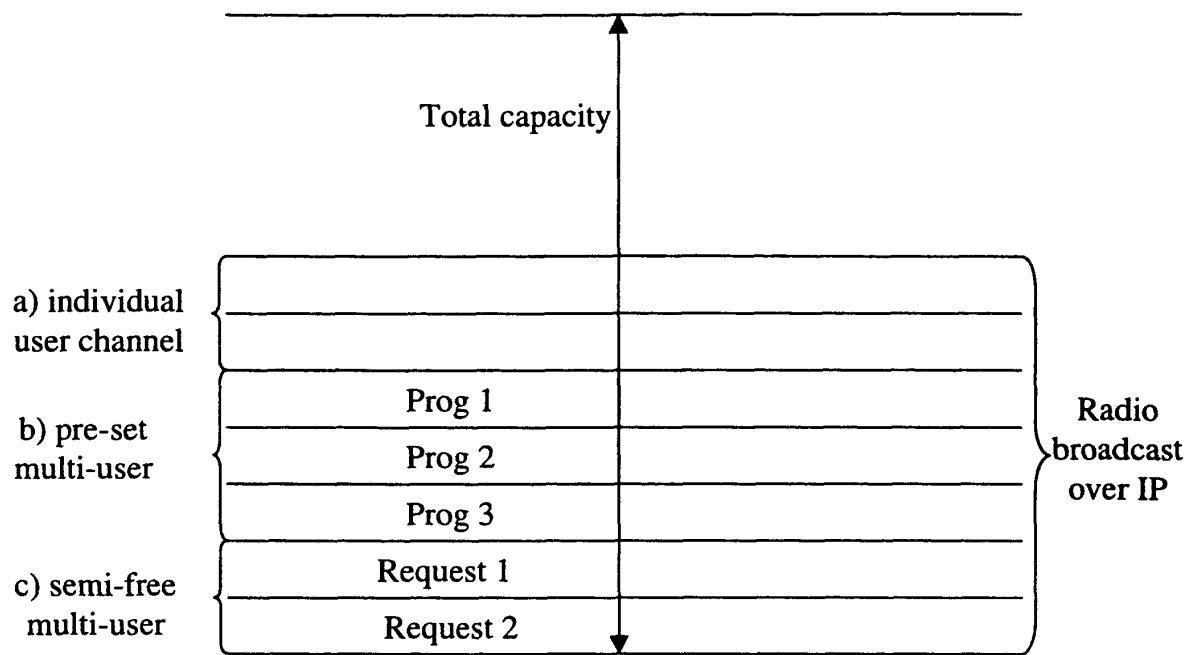 Total capacity
a) individual
user channel
Prog 1
b) pre-set
multi-user
Prog 2
Prog 3
Radio
broadcast
over IP
c) semi-free
multi-user
Request 1
Request 2